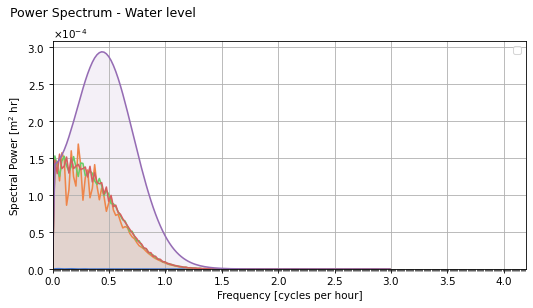 Power Spectrum - Water level
×10⁻⁴
3.0
2.5
2.0
1.5
1.0
0.5
0.0
Spectral Power [m² hr]
0.0 0.5 1.0 1.5 2.0 2.5 3.0 3.5 4.0
Frequency [cycles per hour]